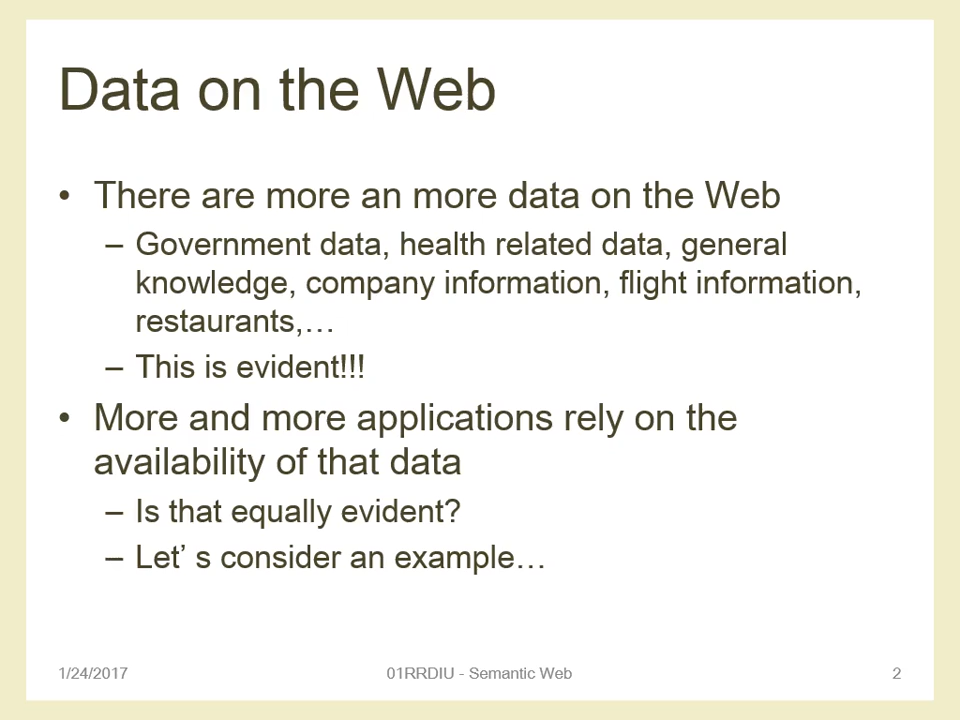 Data on the Web
• There are more an more data on the Web
– Government data, health related data, general
knowledge, company information, flight information,
restaurants,…
– This is evident!!!
• More and more applications rely on the
availability of that data
– Is that equally evident?
– Let’ s consider an example…
1/24/2017
01RRDIU - Semantic Web
2